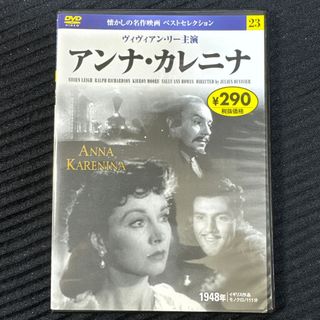 DVD
VIDEO
懐かしの名作映画 ベストセレクション
23
ヴィヴィアン・リー主演
アンナ・カレニナ
VIVIEN LEIGH RALPH RICHARDSON KIERON MOORE SALLY ANN HOWES DIRECTED by JULIEN DUVIVIER
¥290
税抜価格
ANNA
KARENINA
1948年
イギリス作品
モノクロ/111分